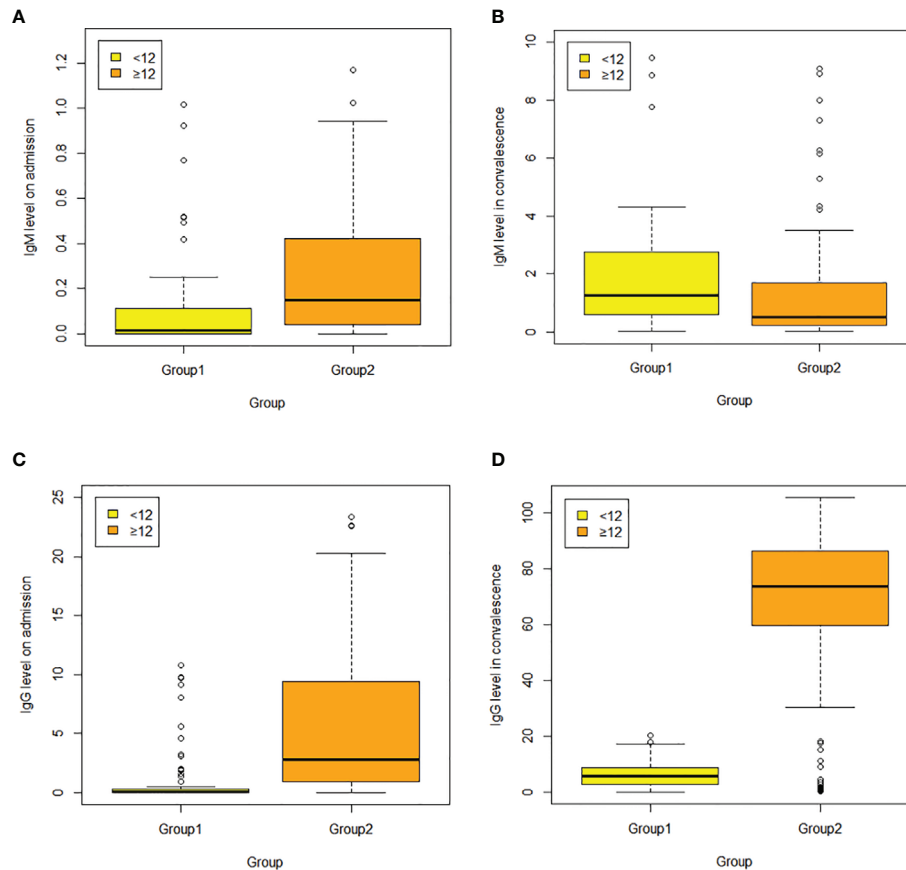 A
<12
≥12
IgM level on admission
0.0
0.2
0.4
0.6
0.8
1.0
1.2
Group1
Group2
Group
B
<12
≥12
IgM level in convalescence
0
2
4
6
8
10
Group1
Group2
Group
C
<12
≥12
IgG level on admission
0
5
10
15
20
25
Group1
Group2
Group
D
<12
≥12
IgG level in convalescence
0
20
40
60
80
100
Group1
Group2
Group